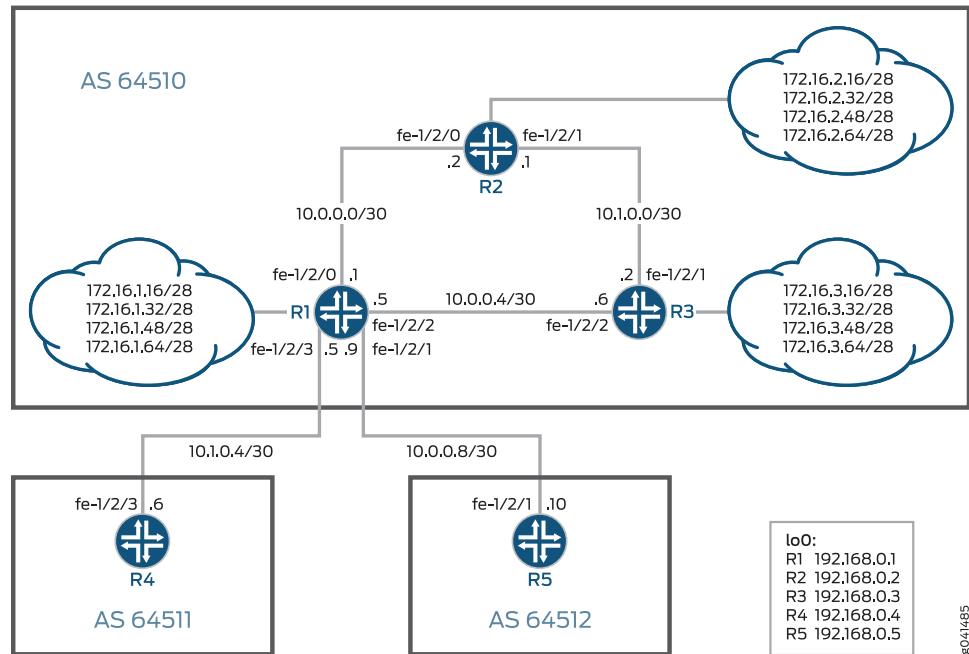 AS 64510
172.16.2.16/28
172.16.2.32/28
172.16.2.48/28
172.16.2.64/28
fe-1/2/0
fe-1/2/1
.2
.1
R2
10.0.0.0/30
10.1.0.0/30
172.16.1.16/28
172.16.1.32/28
172.16.1.48/28
172.16.1.64/28
fe-1/2/0
.1
R1
.5
fe-1/2/2
fe-1/2/3
.5
.9
fe-1/2/1
10.0.0.4/30
.2
fe-1/2/1
.6
fe-1/2/2
R3
172.16.3.16/28
172.16.3.32/28
172.16.3.48/28
172.16.3.64/28
10.1.0.4/30
10.0.0.8/30
fe-1/2/3
.6
R4
AS 64511
fe-1/2/1
.10
R5
AS 64512
lo0:
R1 192.168.0.1
R2 192.168.0.2
R3 192.168.0.3
R4 192.168.0.4
R5 192.168.0.5
g041485